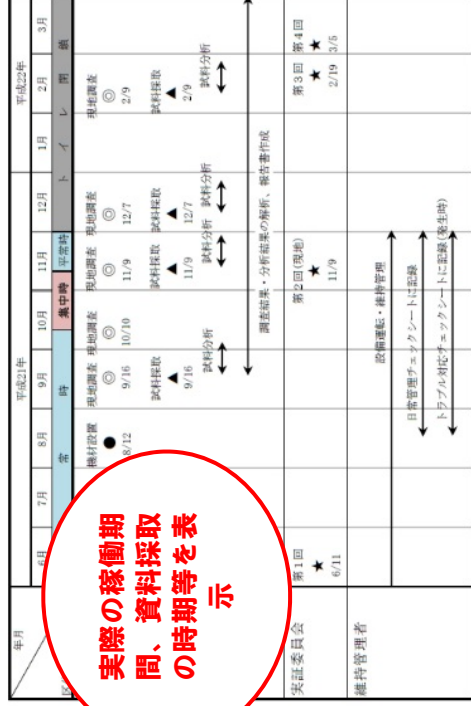 年月
平成21年
平成22年
6月
7月
8月
9月
10月
11月
12月
1月
2月
3月
常
時
集中時
平常時
トイレ閉鎖
機材設置
現地調査
現地調査
現地調査
現地調査
現地調査
●
◎
◎
◎
◎
◎
8/12
9/16
10/10
11/9
12/7
2/9
試料採取
試料採取
試料採取
試料採取
▲
▲
▲
▲
9/16
11/9
12/7
2/9
試料分析
試料分析
試料分析
試料分析
調査結果・分析結果の解析、報告書作成
実証委員会
第1回
第2回(現地)
第3回
第4回
★
★
★
★
6/11
11/9
2/19
3/5
維持管理者
設備運転・維持管理
日常管理チェックシートに記録
トラブル対応チェックシートに記録(発生時)
実際の稼働期
間、資料採取
の時期等を表
示